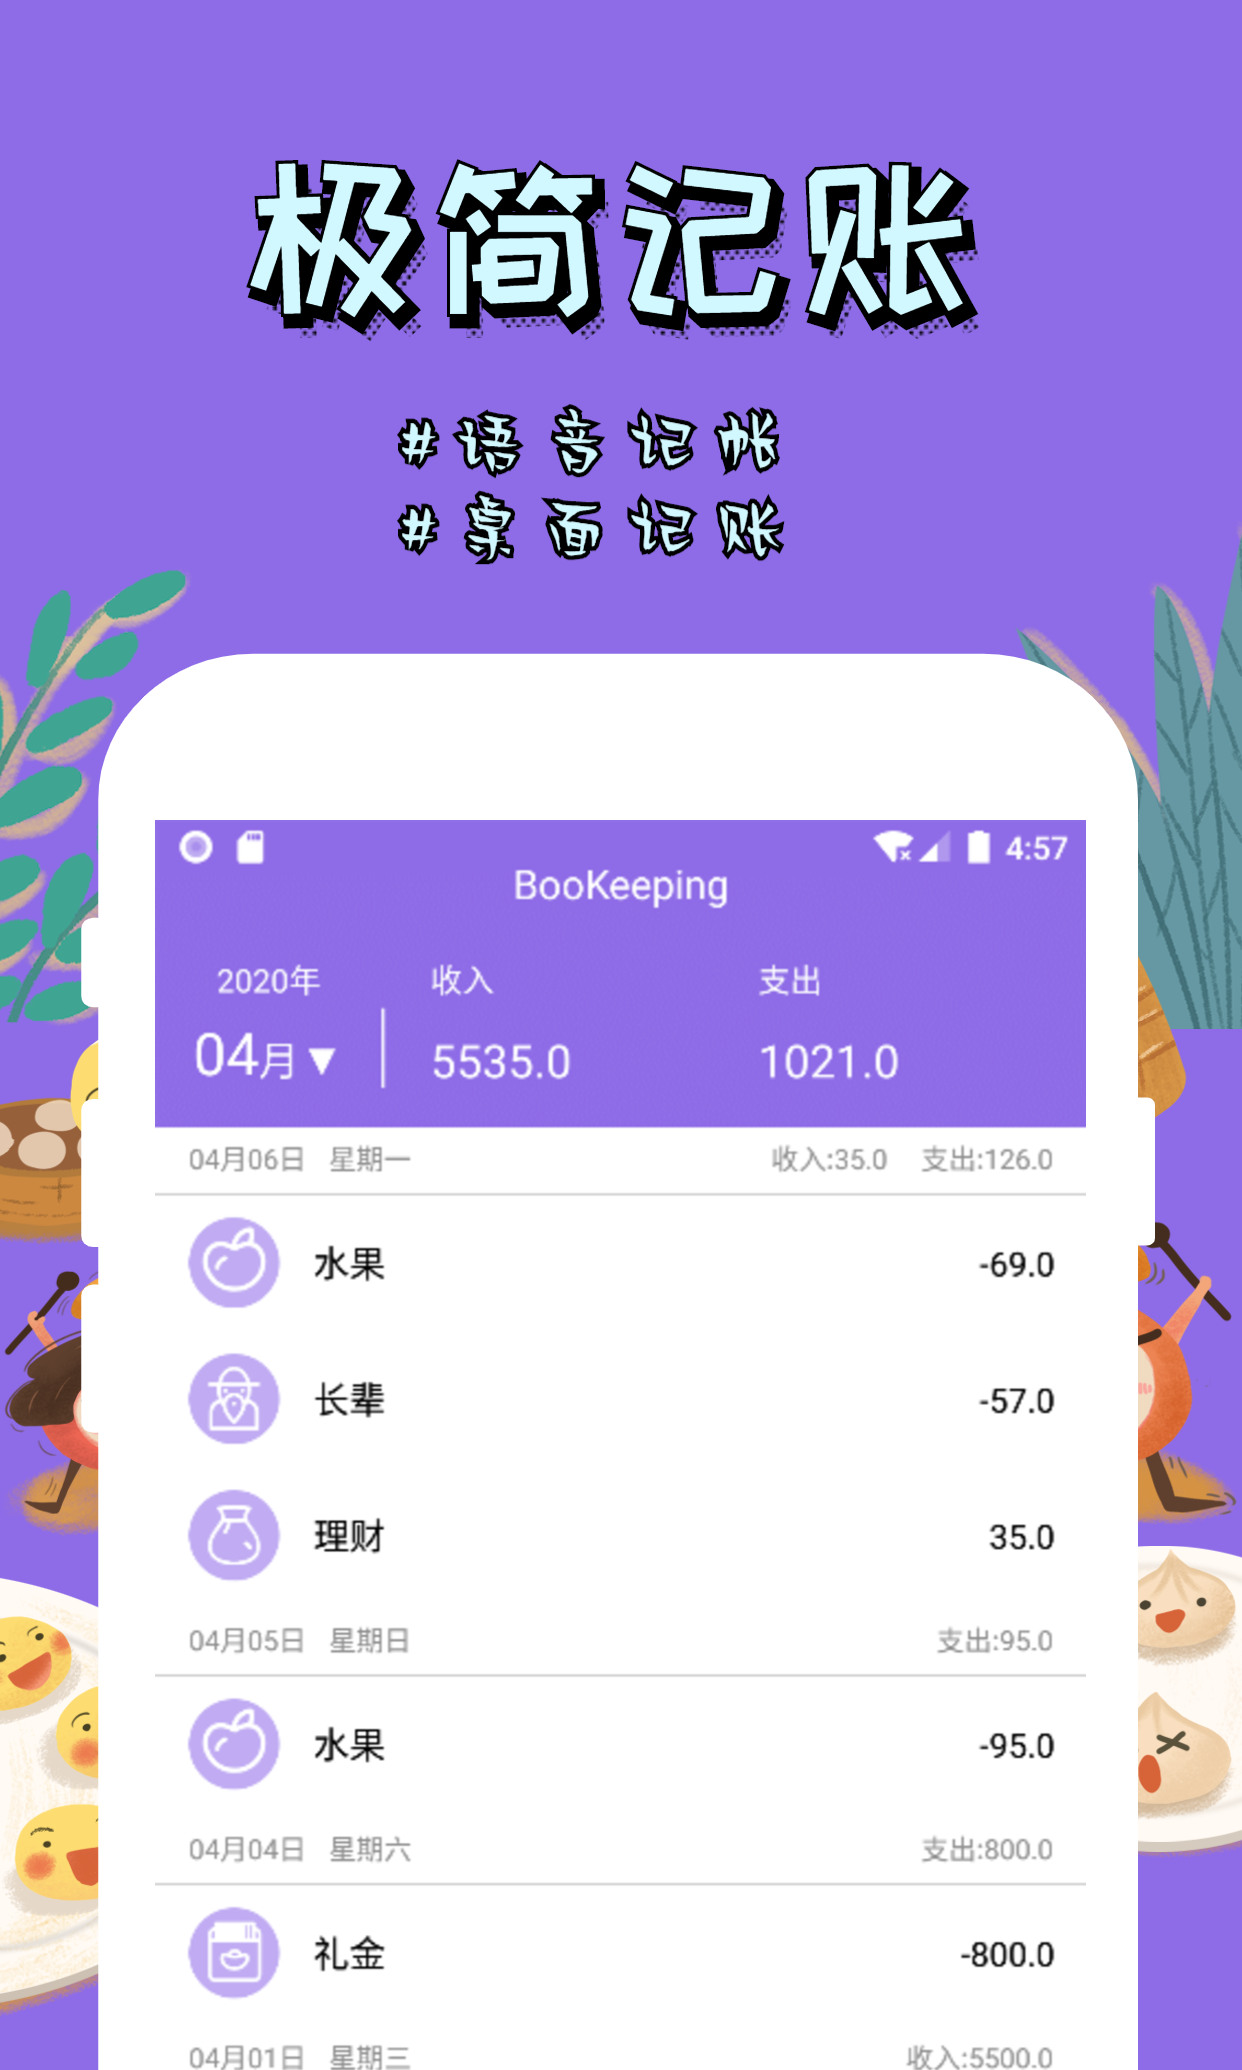 极简记账
#语音记帐
#桌面记账
4:57
BooKeeping
2020年 收入 支出
04月▼ 5535.0 1021.0
04月06日 星期一 收入:35.0 支出:126.0
水果 -69.0
长辈 -57.0
理财 35.0
04月05日 星期日 支出:95.0
水果 -95.0
04月04日 星期六 支出:800.0
礼金 -800.0
04月01日 星期三 收入:5500.0